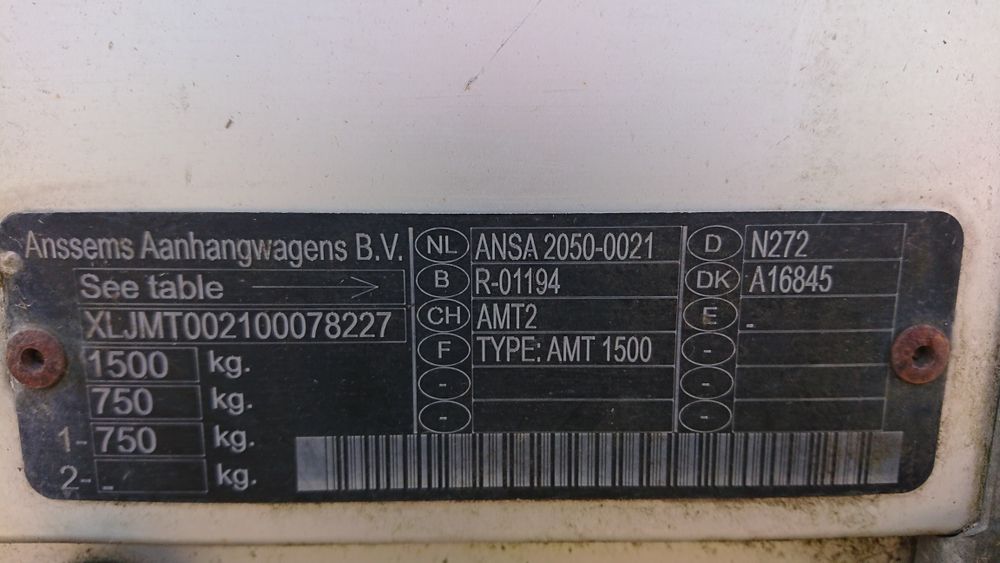 Anssems Aanhangwagens B.V.
See table
XLJMT002100078227
1500 kg.
750 kg.
1- 750 kg.
2- - kg.
NL ANSA 2050-0021
B R-01194
CH AMT2
F TYPE: AMT 1500
-
-
D N272
DK A16845
E -
-
-
-